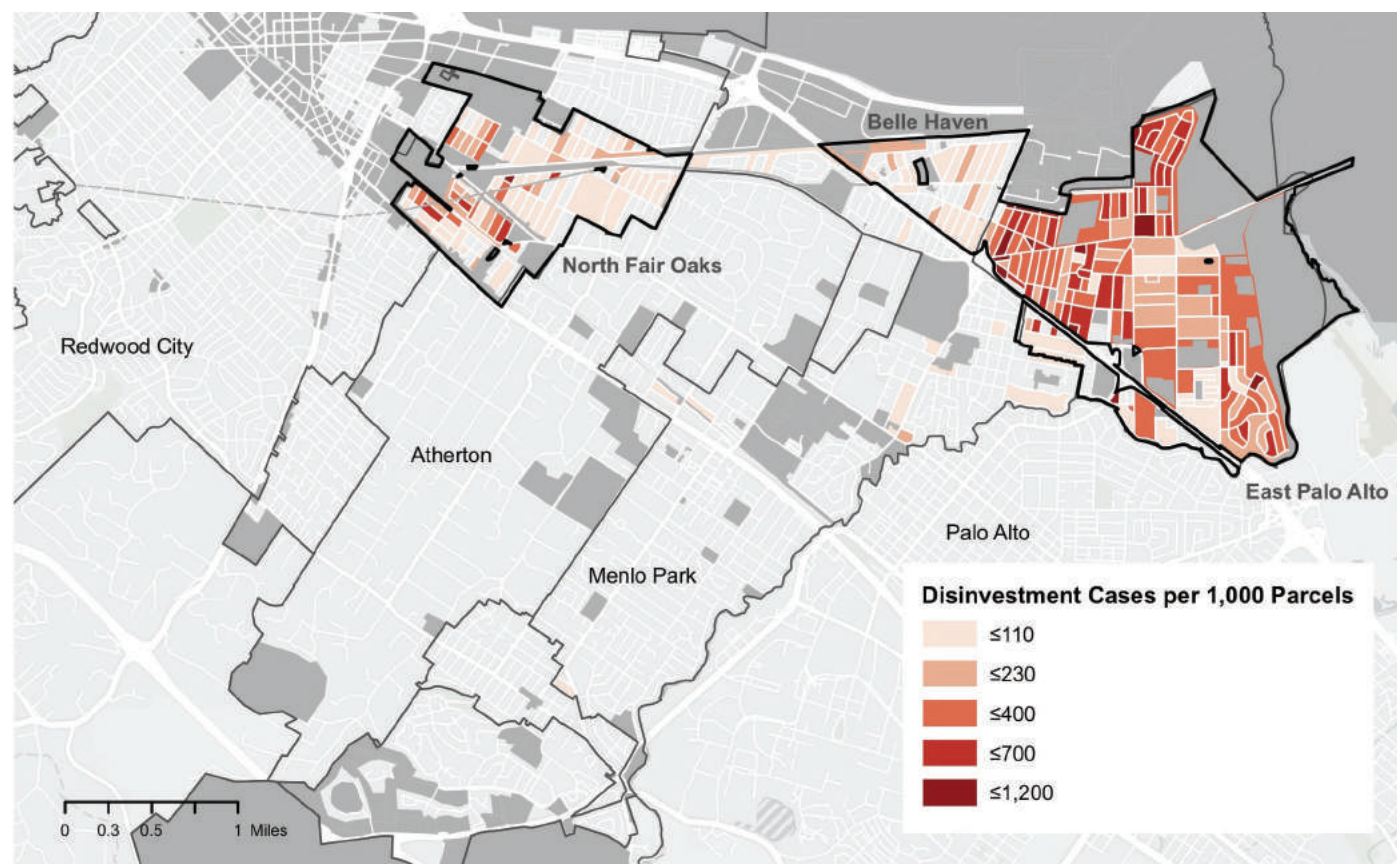 Belle Haven
North Fair Oaks
Redwood City
Atherton
East Palo Alto
Palo Alto
Menlo Park
Disinvestment Cases per 1,000 Parcels
≤110
≤230
≤400
≤700
≤1,200
0 0.3 0.5 1 Miles